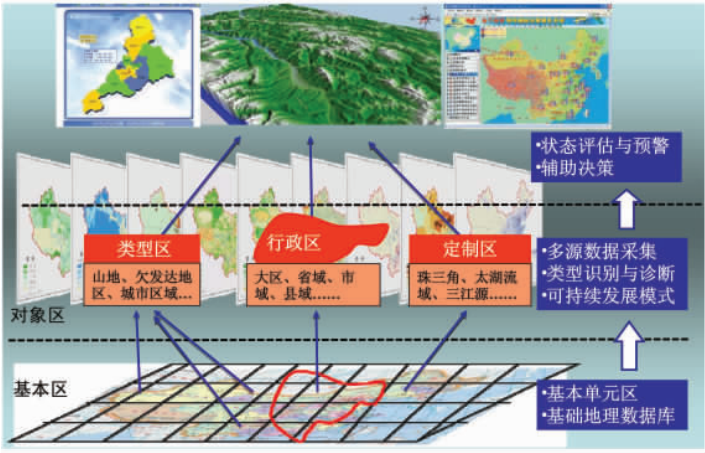 •状态评估与预警
•辅助决策
类型区
行政区
定制区
山地、欠发达地
区、城市区域...
大区、省域、市
域、县域......
珠三角、太湖流
域、三江源......
•多源数据采集
•类型识别与诊断
•可持续发展模式
对象区
基本区
•基本单元区
•基础地理数据库